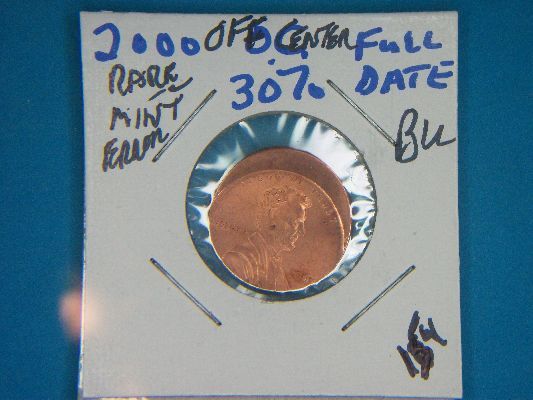 2000 OFF CENTER FULL
O.C. DATE
30%
RARE
MINT
ERROR
BU